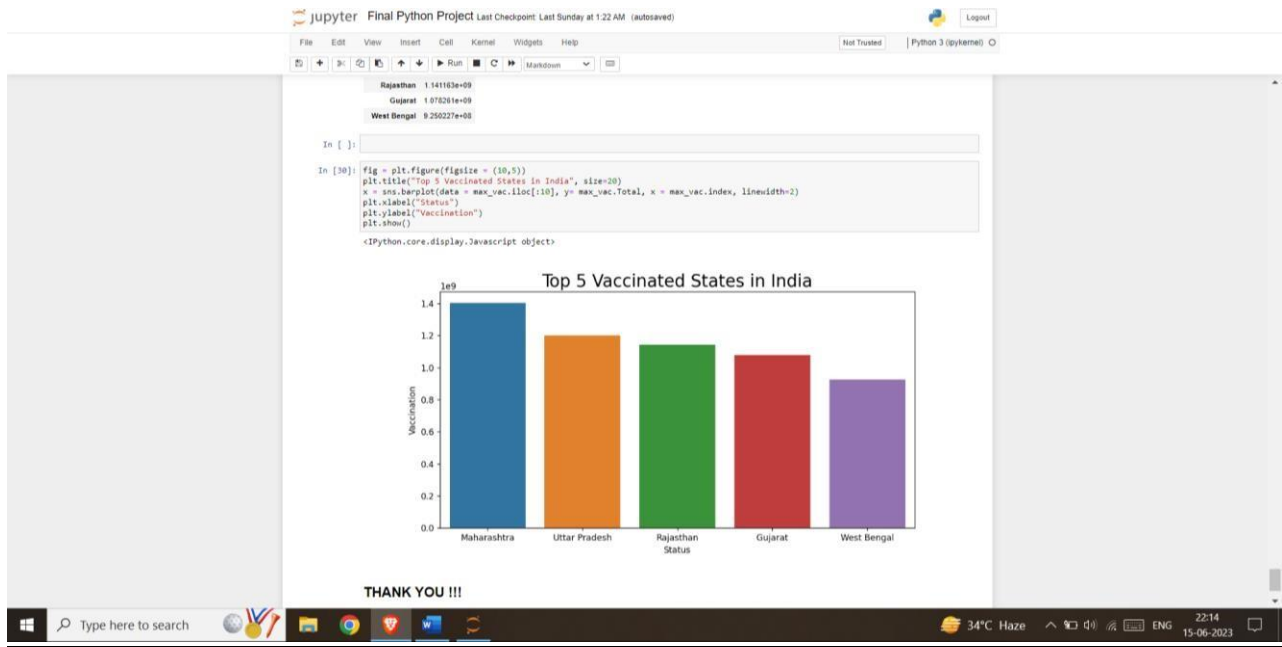 jupyter Final Python Project Last Checkpoint: Last Sunday at 1:22 AM (autosaved)
Logout
File Edit View Insert Cell Kernel Widgets Help
Not Trusted
Python 3 (ipykernel)
Run
Markdown
Rajasthan 1.141163e+09
Gujarat 1.078261e+09
West Bengal 9.250227e+08
In [ ]:
In [30]: fig = plt.figure(figsize = (10,5))
plt.title("Top 5 Vaccinated States in India", size=20)
x = sns.barplot(data = max_vac.iloc[:10], y= max_vac.Total, x = max_vac.index, linewidth=2)
plt.xlabel("Status")
plt.ylabel("Vaccination")
plt.show()
<IPython.core.display.Javascript object>
Top 5 Vaccinated States in India
1e9
1.4
1.2
1.0
0.8
0.6
0.4
0.2
0.0
Vaccination
Maharashtra Uttar Pradesh Rajasthan Gujarat West Bengal
Status
THANK YOU !!!
Type here to search
34°C Haze
ENG
22:14
15-06-2023